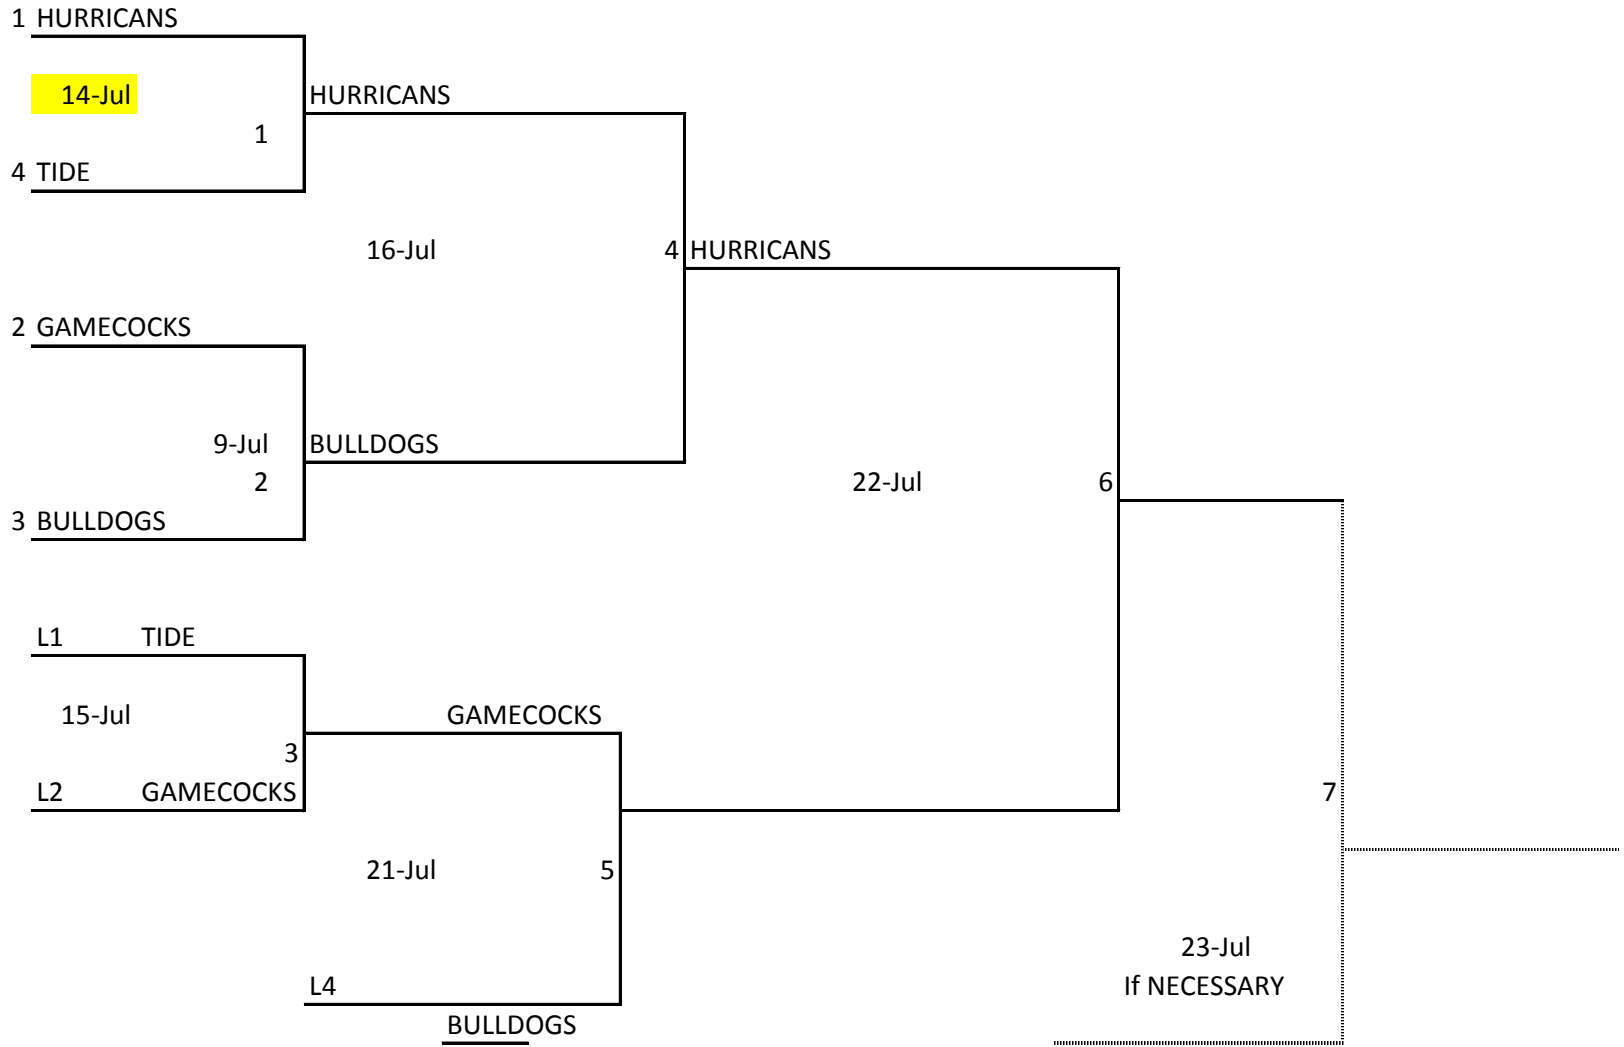 1 HURRICANS
14-Jul
HURRICANS
1
4 TIDE
16-Jul
4 HURRICANS
2 GAMECOCKS
9-Jul
BULLDOGS
2
22-Jul
6
3 BULLDOGS
L1 TIDE
15-Jul
GAMECOCKS
3
L2 GAMECOCKS
7
21-Jul
5
23-Jul
L4
If NECESSARY
BULLDOGS